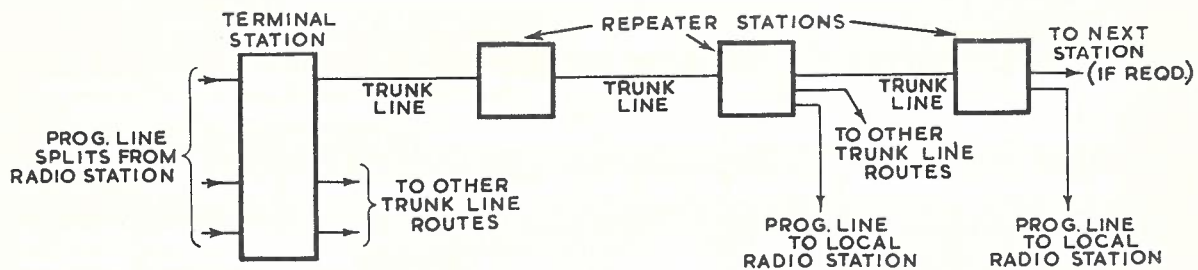 TERMINAL
STATION
REPEATER STATIONS
TO NEXT
STATION
(IF REQD.)
TRUNK
LINE
TRUNK
LINE
TRUNK
LINE
PROG. LINE
SPLITS FROM
RADIO STATION
TO OTHER
TRUNK LINE
ROUTES
TO OTHER
TRUNK LINE
ROUTES
PROG. LINE
TO LOCAL
RADIO STATION
PROG. LINE
TO LOCAL
RADIO STATION